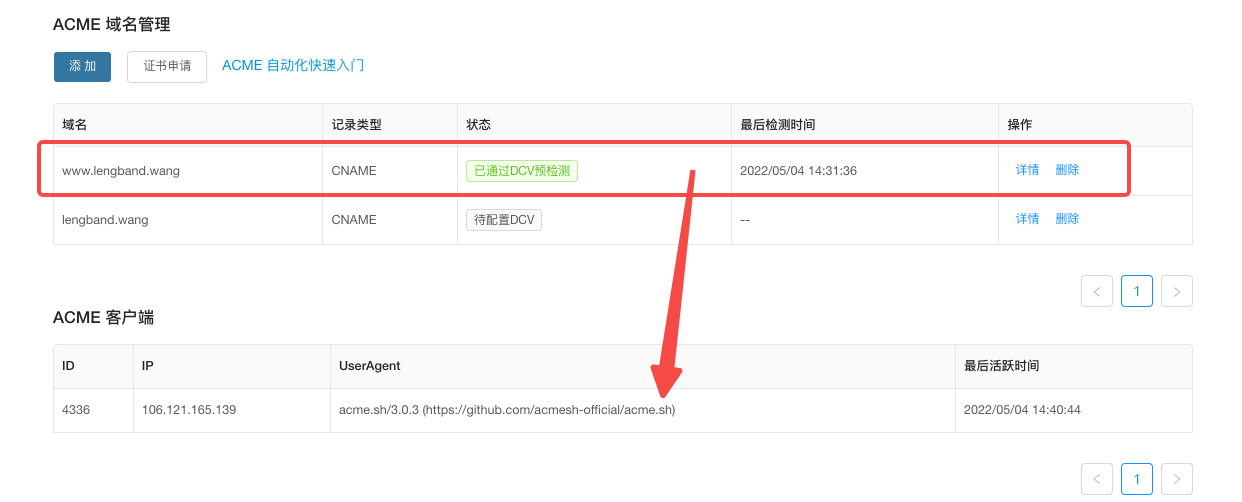 ACME 域名管理
添 加 证书申请 ACME 自动化快速入门
域名 记录类型 状态 最后检测时间 操作
www.lengband.wang CNAME 已通过DCV预检测 2022/05/04 14:31:36 详情 删除
lengband.wang CNAME 待配置DCV -- 详情 删除
< 1 >
ACME 客户端
ID IP UserAgent 最后活跃时间
4336 106.121.165.139 acme.sh/3.0.3 (https://github.com/acmesh-official/acme.sh) 2022/05/04 14:40:44
< 1 >